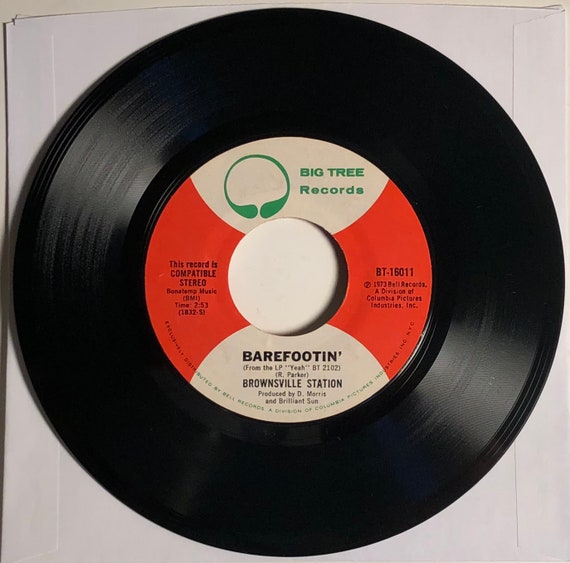 BIG TREE
Records
This record is
COMPATIBLE
STEREO
Bonatemp Music
(BMI)
Time: 2:53
(1832-S)
BT-16011
℗ 1973 Bell Records,
A Division of
Columbia Pictures
Industries, Inc.
BAREFOOTIN'
(From the LP "Yeah" BT 2102)
(R. Parker)
BROWNSVILLE STATION
Produced by D. Morris
and Brilliant Sun
EXCLUSIVELY DISTRIBUTED BY BELL RECORDS, A DIVISION OF COLUMBIA PICTURES INDUSTRIES, INC. N.Y.C.